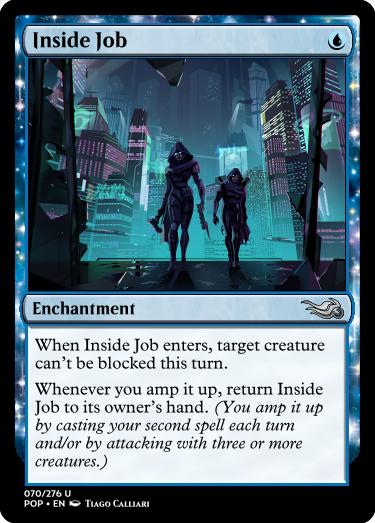 Inside Job
Enchantment
When Inside Job enters, target creature
can't be blocked this turn.
Whenever you amp it up, return Inside
Job to its owner's hand. (You amp it up
by casting your second spell each turn
and/or by attacking with three or more
creatures.)
070/276 U
POP • EN Tiago Calliari